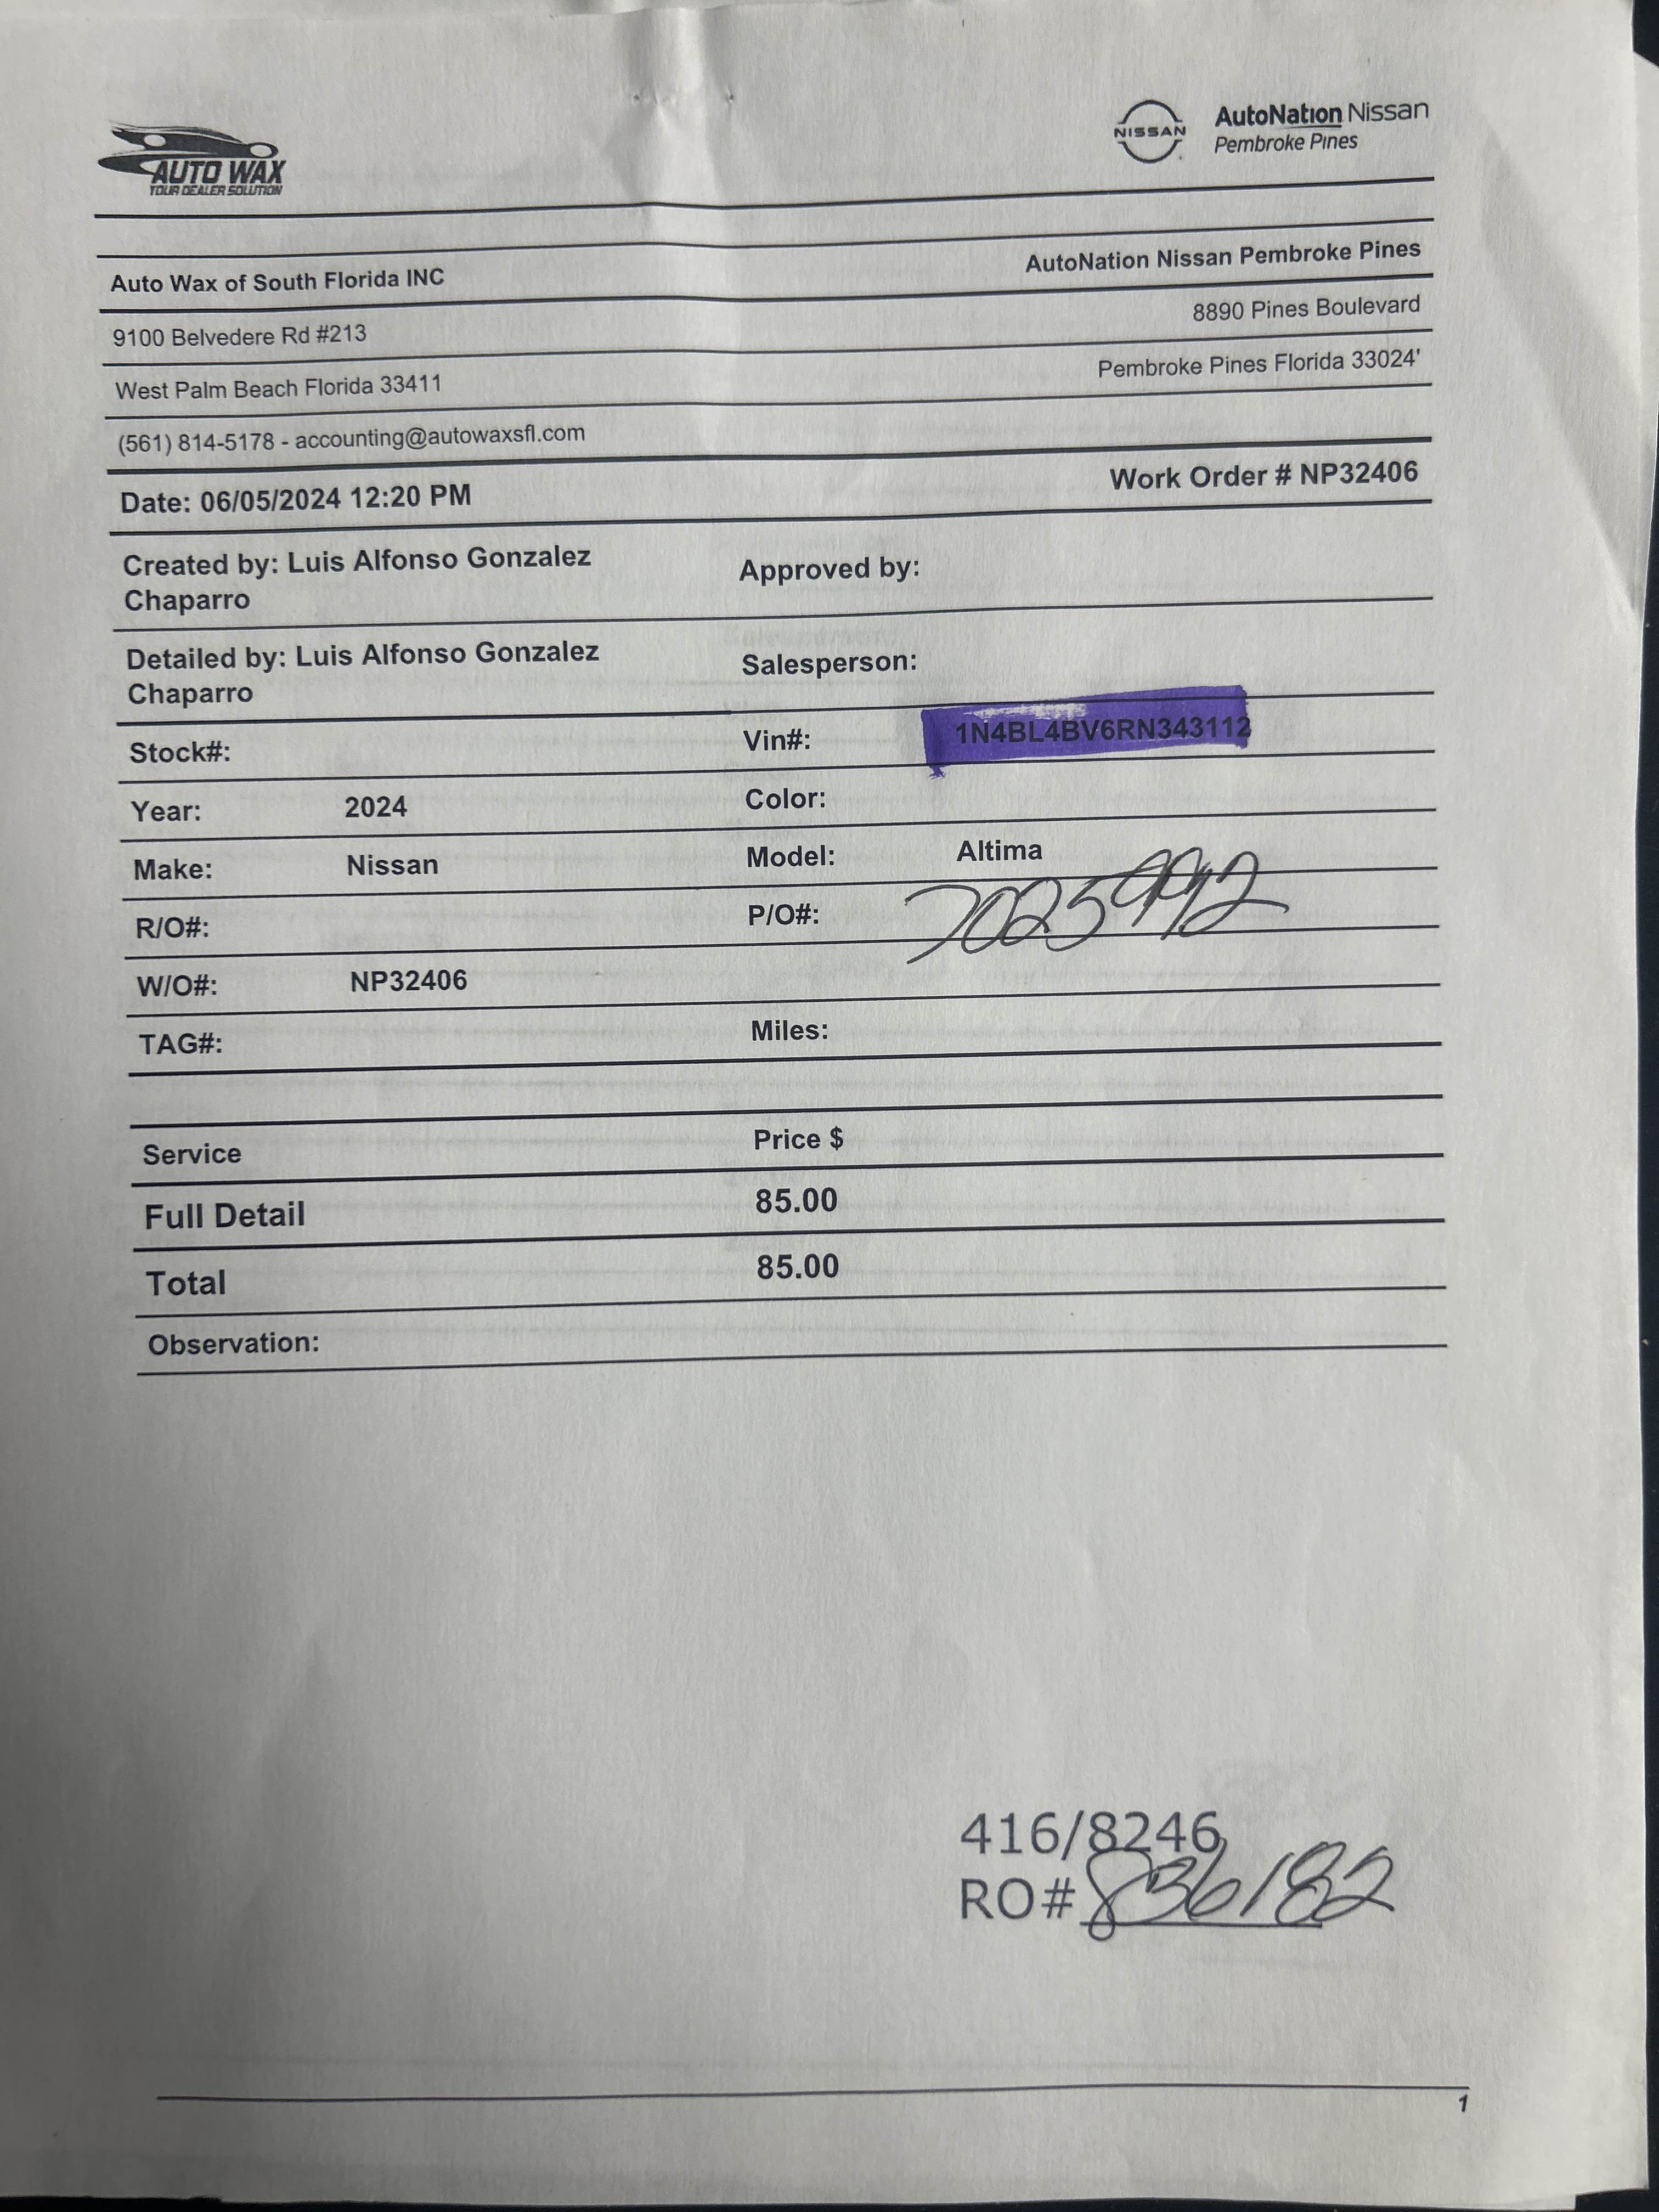 AUTO WAX
YOUR DEALER SOLUTION
NISSAN
AutoNation Nissan
Pembroke Pines
Auto Wax of South Florida INC
AutoNation Nissan Pembroke Pines
9100 Belvedere Rd #213
8890 Pines Boulevard
West Palm Beach Florida 33411
Pembroke Pines Florida 33024'
(561) 814-5178 - accounting@autowaxsfl.com
Date: 06/05/2024 12:20 PM
Work Order # NP32406
Created by: Luis Alfonso Gonzalez
Chaparro
Approved by:
Detailed by: Luis Alfonso Gonzalez
Chaparro
Salesperson:
Stock#:
Vin#: 1N4BL4BV6RN343112
Year: 2024
Color:
Make: Nissan
Model: Altima
R/O#:
P/O#: 7025992
W/O#: NP32406
TAG#:
Miles:
Service Price $
Full Detail 85.00
Total 85.00
Observation:
416/8246
RO# 836182
1